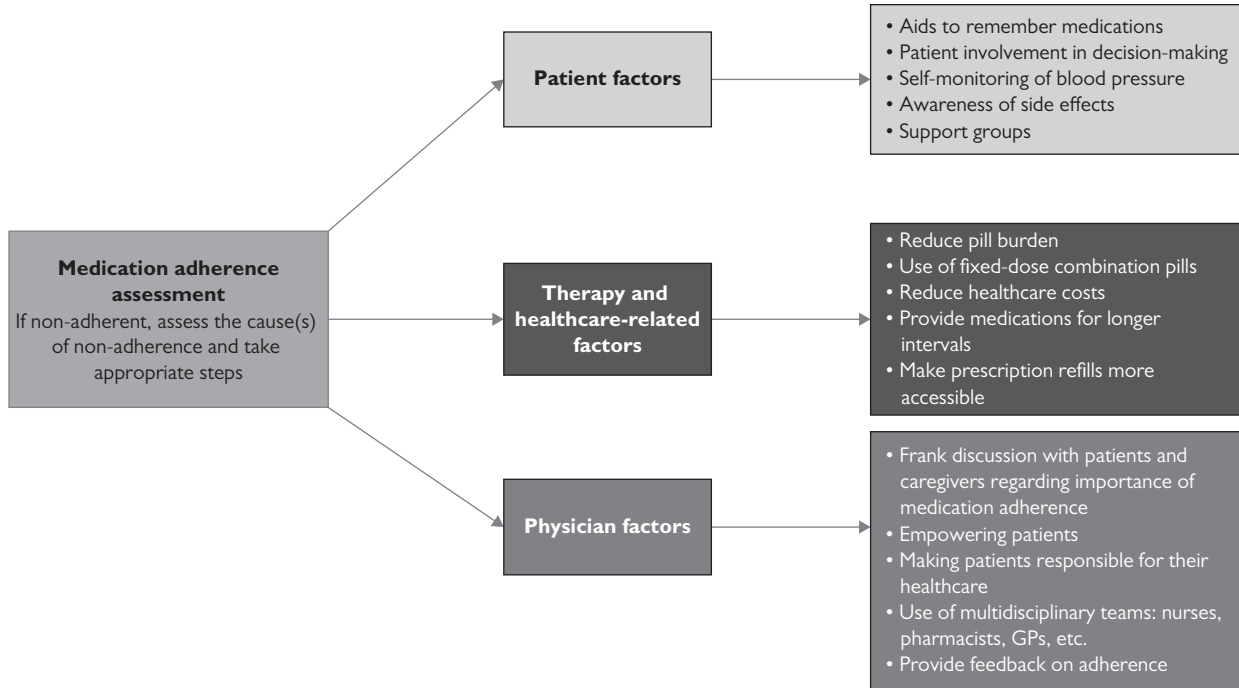 Medication adherence
assessment
If non-adherent, assess the cause(s)
of non-adherence and take
appropriate steps
Patient factors
• Aids to remember medications
• Patient involvement in decision-making
• Self-monitoring of blood pressure
• Awareness of side effects
• Support groups
Therapy and
healthcare-related
factors
• Reduce pill burden
• Use of fixed-dose combination pills
• Reduce healthcare costs
• Provide medications for longer
intervals
• Make prescription refills more
accessible
Physician factors
• Frank discussion with patients and
caregivers regarding importance of
medication adherence
• Empowering patients
• Making patients responsible for their
healthcare
• Use of multidisciplinary teams: nurses,
pharmacists, GPs, etc.
• Provide feedback on adherence